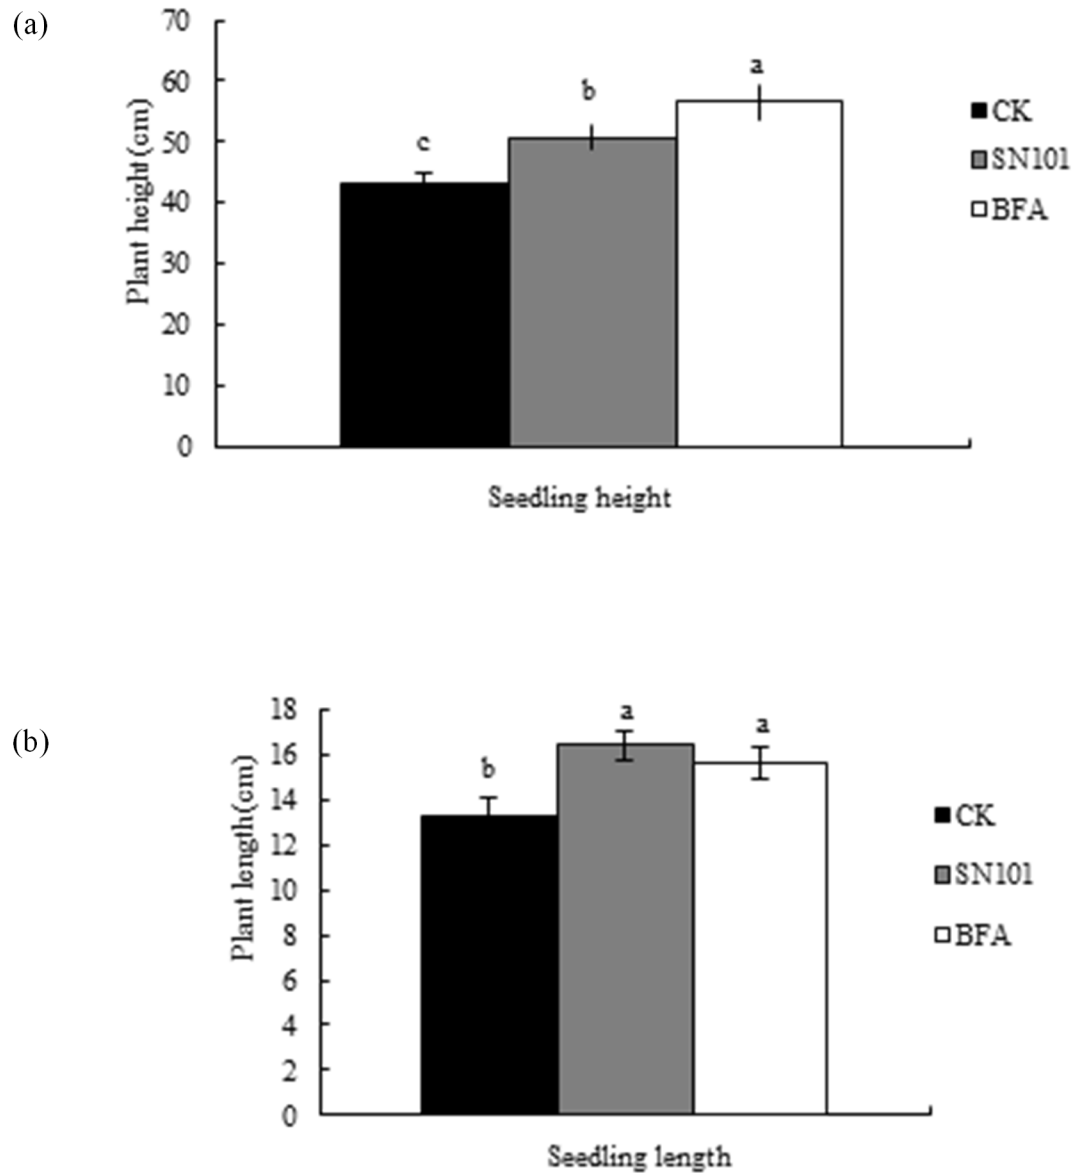 (a)
Plant height(cm)
70
60
50
40
30
20
10
0
c
b
a
CK
SN101
BFA
Seedling height
(b)
Plant length(cm)
18
16
14
12
10
8
6
4
2
0
b
a
a
CK
SN101
BFA
Seedling length